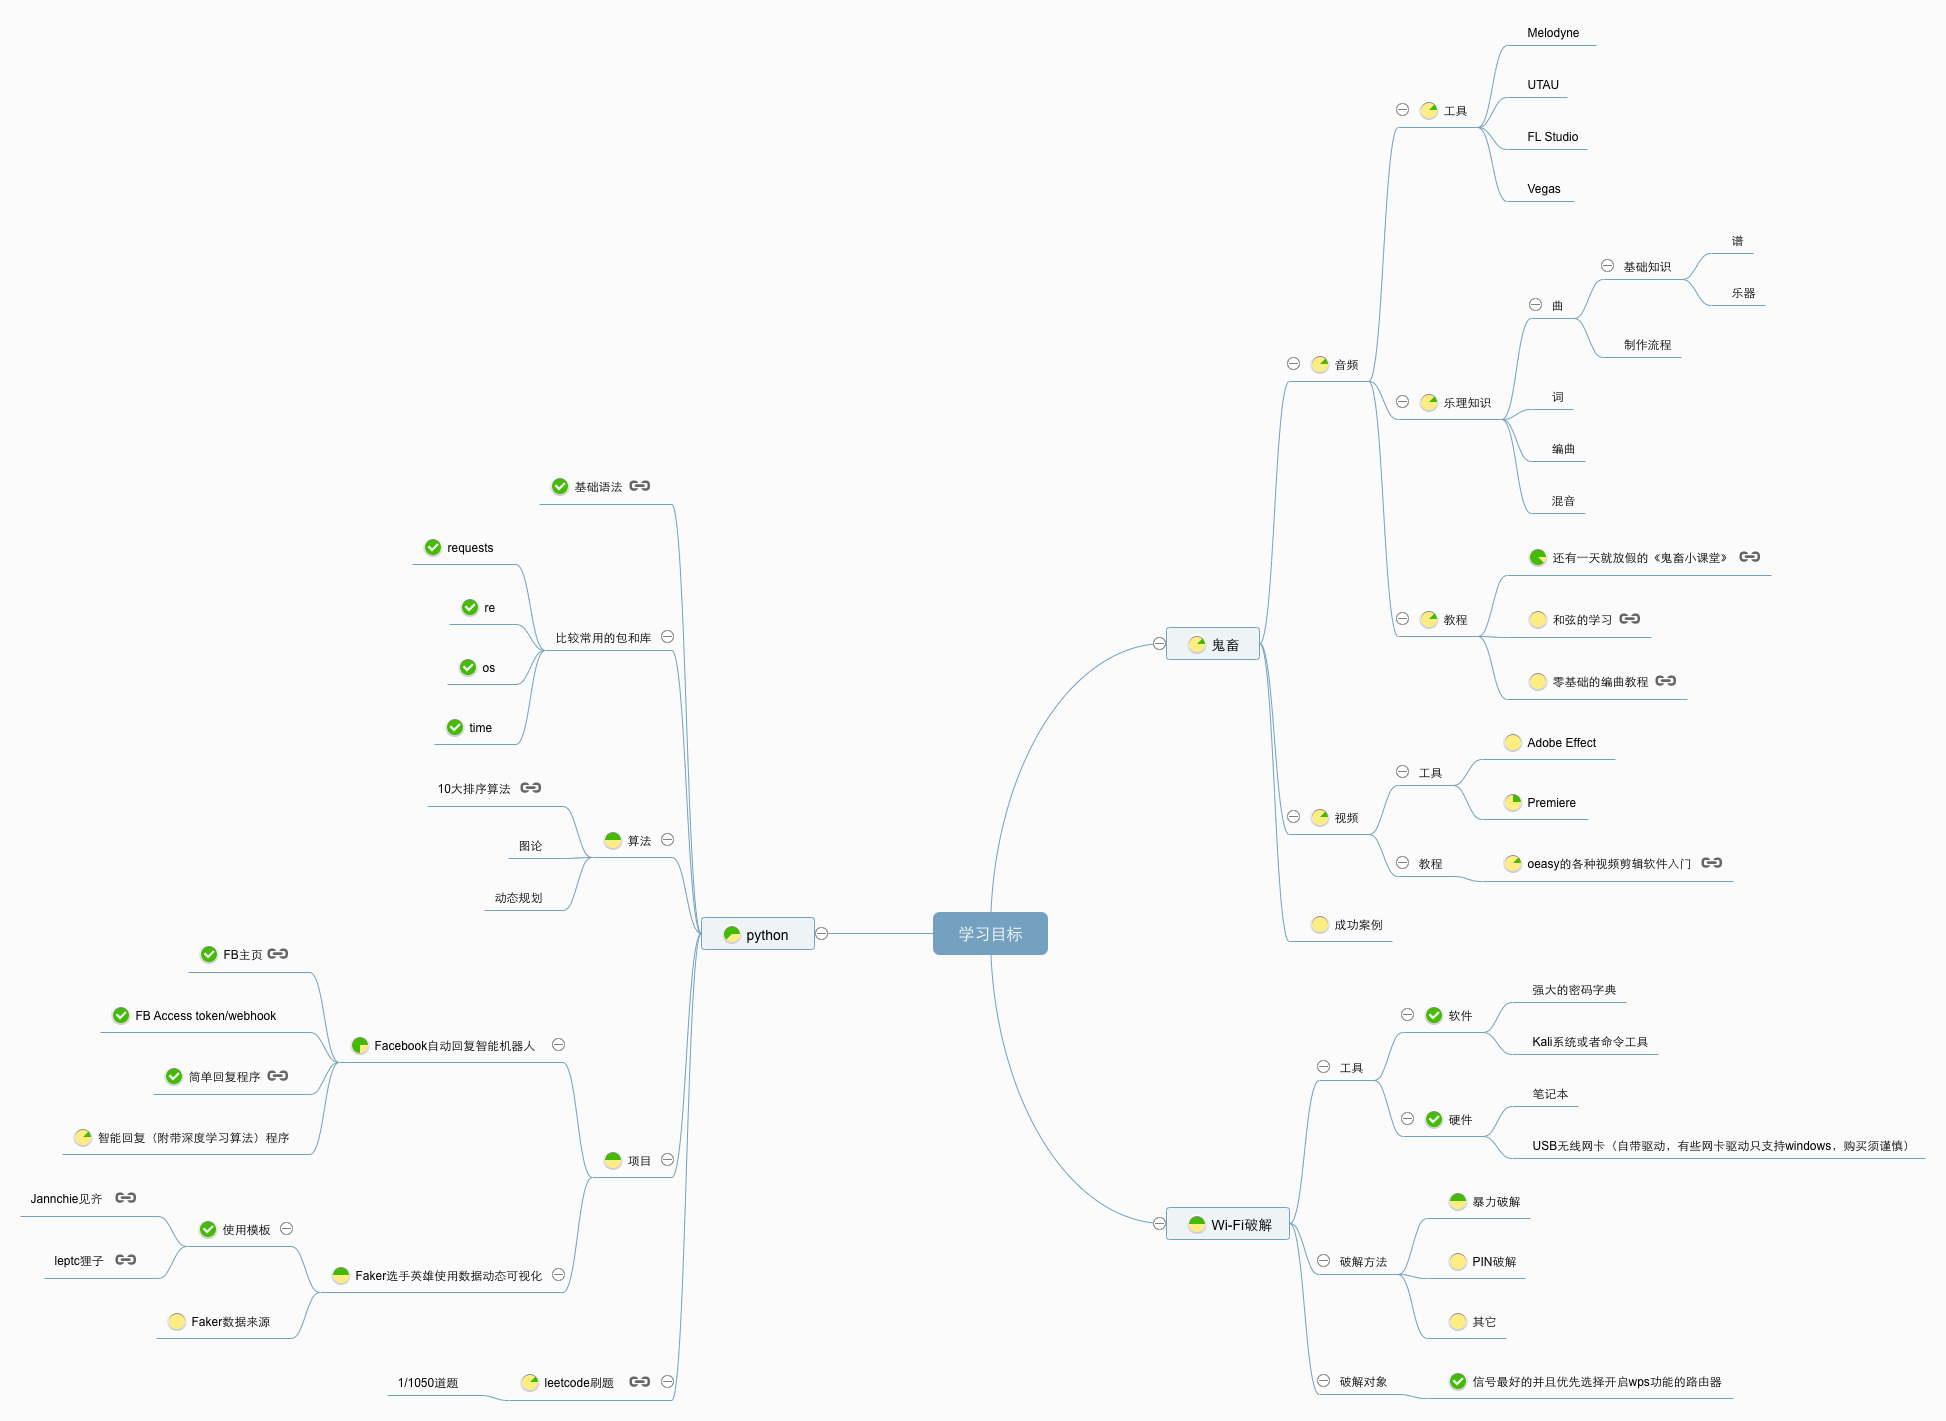 学习目标
鬼畜
音频
工具
Melodyne
UTAU
FL Studio
Vegas
乐理知识
曲
基础知识
谱
乐器
制作流程
词
编曲
混音
教程
还有一天就放假的《鬼畜小课堂》
和弦的学习
零基础的编曲教程
视频
工具
Adobe Effect
Premiere
教程
oeasy的各种视频剪辑软件入门
成功案例
Wi-Fi破解
工具
软件
强大的密码字典
Kali系统或者命令工具
硬件
笔记本
USB无线网卡（自带驱动，有些网卡驱动只支持windows，购买须谨慎）
破解方法
暴力破解
PIN破解
其它
破解对象
信号最好的并且优先选择开启wps功能的路由器
python
基础语法
比较常用的包和库
requests
re
os
time
算法
10大排序算法
图论
动态规划
项目
Facebook自动回复智能机器人
FB主页
FB Access token/webhook
简单回复程序
智能回复（附带深度学习算法）程序
Faker选手英雄使用数据动态可视化
使用模板
Jannchie见齐
leptc狸子
Faker数据来源
leetcode刷题
1/1050道题